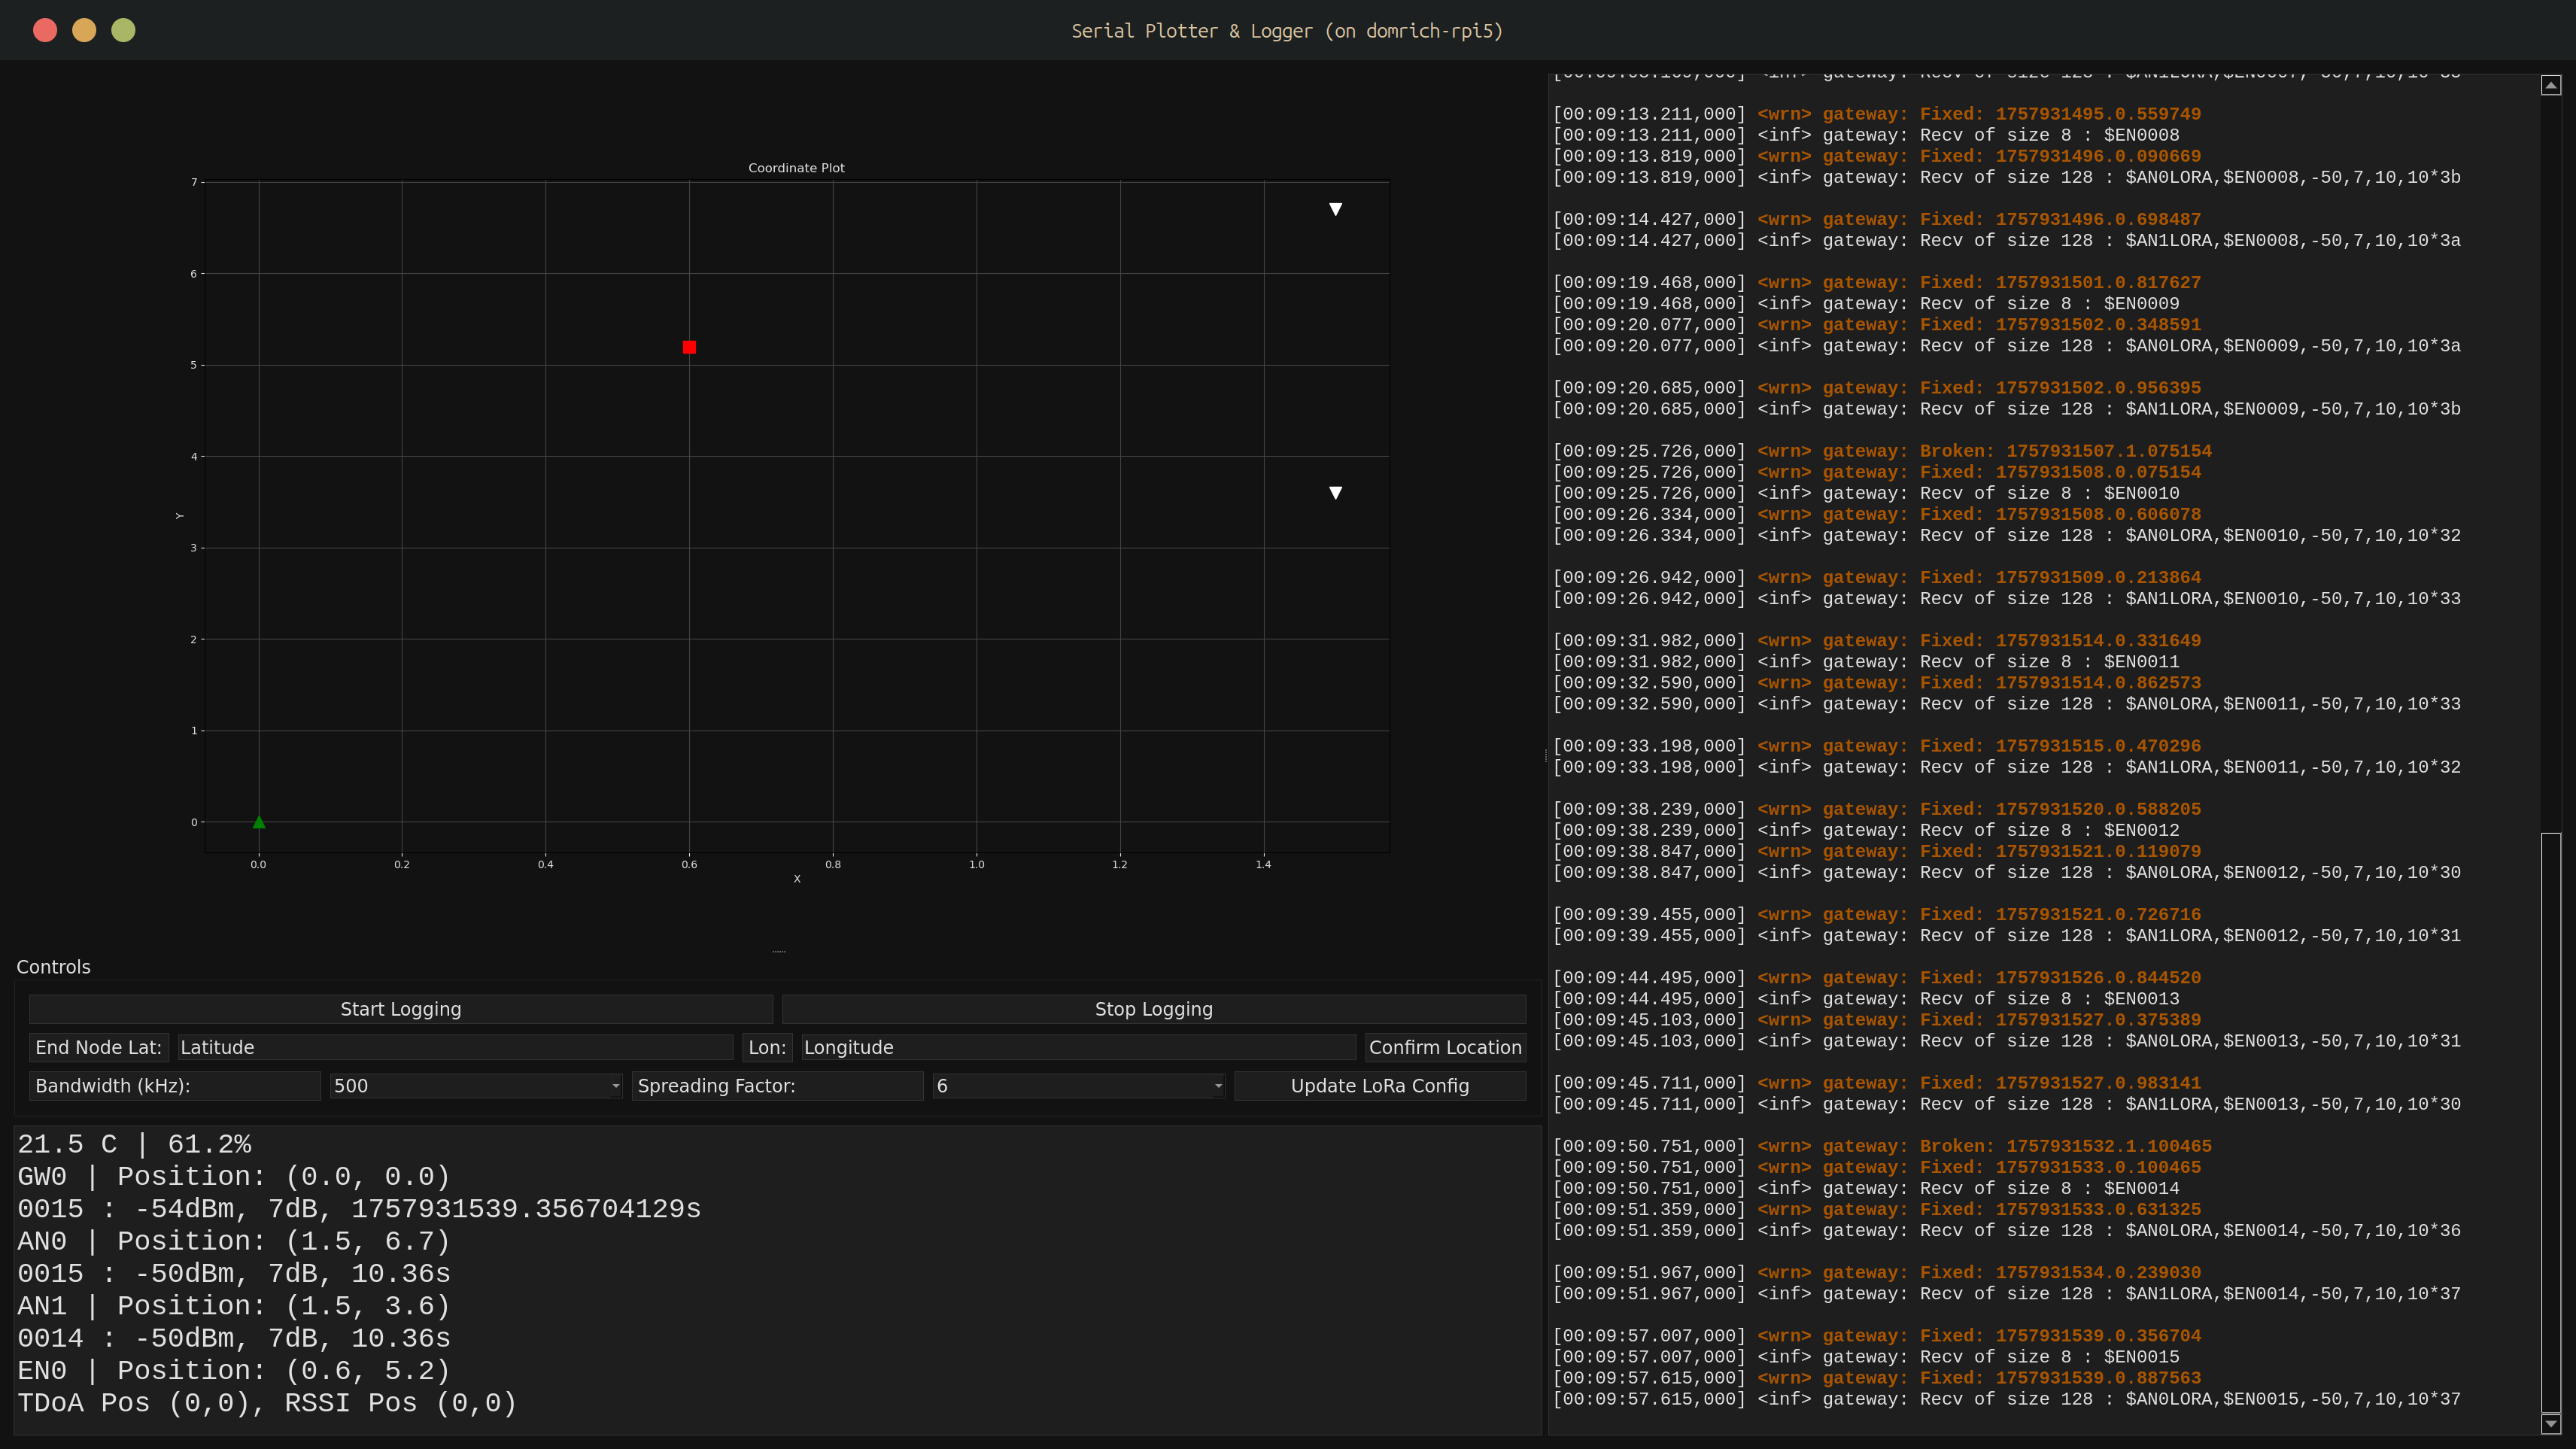 Serial Plotter & Logger (on domrich-rpi5)
Coordinate Plot
7
6
5
4
3
2
1
0
Y
0.0 0.2 0.4 0.6 0.8 1.0 1.2 1.4
X
Controls
Start Logging Stop Logging
End Node Lat: Latitude Lon: Longitude Confirm Location
Bandwidth (kHz): 500 Spreading Factor: 6 Update LoRa Config
21.5 C | 61.2%
GW0 | Position: (0.0, 0.0)
0015 : -54dBm, 7dB, 1757931539.356704129s
AN0 | Position: (1.5, 6.7)
0015 : -50dBm, 7dB, 10.36s
AN1 | Position: (1.5, 3.6)
0014 : -50dBm, 7dB, 10.36s
EN0 | Position: (0.6, 5.2)
TDoA Pos (0,0), RSSI Pos (0,0)
[00:09:13.211,000] <wrn> gateway: Fixed: 1757931495.0.559749
[00:09:13.211,000] <inf> gateway: Recv of size 8 : $EN0008
[00:09:13.819,000] <wrn> gateway: Fixed: 1757931496.0.090669
[00:09:13.819,000] <inf> gateway: Recv of size 128 : $AN0LORA,$EN0008,-50,7,10,10*3b
[00:09:14.427,000] <wrn> gateway: Fixed: 1757931496.0.698487
[00:09:14.427,000] <inf> gateway: Recv of size 128 : $AN1LORA,$EN0008,-50,7,10,10*3a
[00:09:19.468,000] <wrn> gateway: Fixed: 1757931501.0.817627
[00:09:19.468,000] <inf> gateway: Recv of size 8 : $EN0009
[00:09:20.077,000] <wrn> gateway: Fixed: 1757931502.0.348591
[00:09:20.077,000] <inf> gateway: Recv of size 128 : $AN0LORA,$EN0009,-50,7,10,10*3a
[00:09:20.685,000] <wrn> gateway: Fixed: 1757931502.0.956395
[00:09:20.685,000] <inf> gateway: Recv of size 128 : $AN1LORA,$EN0009,-50,7,10,10*3b
[00:09:25.726,000] <wrn> gateway: Broken: 1757931507.1.075154
[00:09:25.726,000] <wrn> gateway: Fixed: 1757931508.0.075154
[00:09:25.726,000] <inf> gateway: Recv of size 8 : $EN0010
[00:09:26.334,000] <wrn> gateway: Fixed: 1757931508.0.606078
[00:09:26.334,000] <inf> gateway: Recv of size 128 : $AN0LORA,$EN0010,-50,7,10,10*32
[00:09:26.942,000] <wrn> gateway: Fixed: 1757931509.0.213864
[00:09:26.942,000] <inf> gateway: Recv of size 128 : $AN1LORA,$EN0010,-50,7,10,10*33
[00:09:31.982,000] <wrn> gateway: Fixed: 1757931514.0.331649
[00:09:31.982,000] <inf> gateway: Recv of size 8 : $EN0011
[00:09:32.590,000] <wrn> gateway: Fixed: 1757931514.0.862573
[00:09:32.590,000] <inf> gateway: Recv of size 128 : $AN0LORA,$EN0011,-50,7,10,10*33
[00:09:33.198,000] <wrn> gateway: Fixed: 1757931515.0.470296
[00:09:33.198,000] <inf> gateway: Recv of size 128 : $AN1LORA,$EN0011,-50,7,10,10*32
[00:09:38.239,000] <wrn> gateway: Fixed: 1757931520.0.588205
[00:09:38.239,000] <inf> gateway: Recv of size 8 : $EN0012
[00:09:38.847,000] <wrn> gateway: Fixed: 1757931521.0.119079
[00:09:38.847,000] <inf> gateway: Recv of size 128 : $AN0LORA,$EN0012,-50,7,10,10*30
[00:09:39.455,000] <wrn> gateway: Fixed: 1757931521.0.726716
[00:09:39.455,000] <inf> gateway: Recv of size 128 : $AN1LORA,$EN0012,-50,7,10,10*31
[00:09:44.495,000] <wrn> gateway: Fixed: 1757931526.0.844520
[00:09:44.495,000] <inf> gateway: Recv of size 8 : $EN0013
[00:09:45.103,000] <wrn> gateway: Fixed: 1757931527.0.375389
[00:09:45.103,000] <inf> gateway: Recv of size 128 : $AN0LORA,$EN0013,-50,7,10,10*31
[00:09:45.711,000] <wrn> gateway: Fixed: 1757931527.0.983141
[00:09:45.711,000] <inf> gateway: Recv of size 128 : $AN1LORA,$EN0013,-50,7,10,10*30
[00:09:50.751,000] <wrn> gateway: Broken: 1757931532.1.100465
[00:09:50.751,000] <wrn> gateway: Fixed: 1757931533.0.100465
[00:09:50.751,000] <inf> gateway: Recv of size 8 : $EN0014
[00:09:51.359,000] <wrn> gateway: Fixed: 1757931533.0.631325
[00:09:51.359,000] <inf> gateway: Recv of size 128 : $AN0LORA,$EN0014,-50,7,10,10*36
[00:09:51.967,000] <wrn> gateway: Fixed: 1757931534.0.239030
[00:09:51.967,000] <inf> gateway: Recv of size 128 : $AN1LORA,$EN0014,-50,7,10,10*37
[00:09:57.007,000] <wrn> gateway: Fixed: 1757931539.0.356704
[00:09:57.007,000] <inf> gateway: Recv of size 8 : $EN0015
[00:09:57.615,000] <wrn> gateway: Fixed: 1757931539.0.887563
[00:09:57.615,000] <inf> gateway: Recv of size 128 : $AN0LORA,$EN0015,-50,7,10,10*37